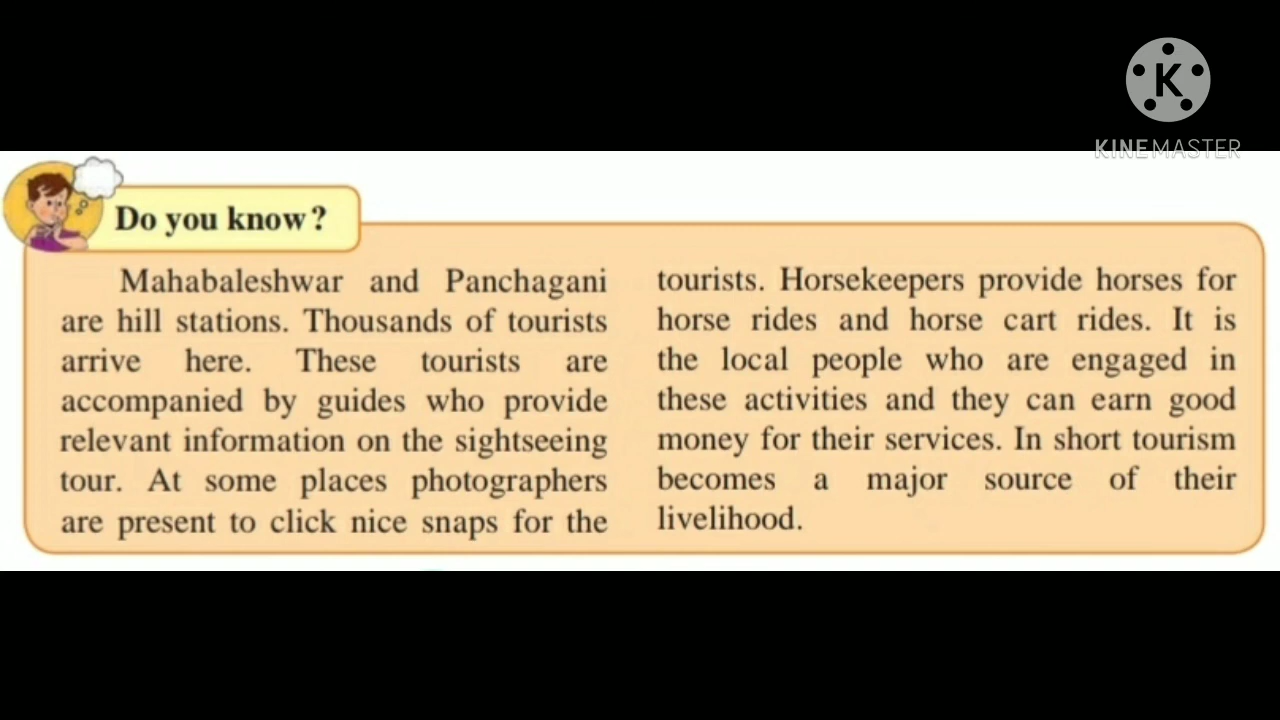 KINEMASTER
Do you know?
Mahabaleshwar and Panchagani
are hill stations. Thousands of tourists
arrive here. These tourists are
accompanied by guides who provide
relevant information on the sightseeing
tour. At some places photographers
are present to click nice snaps for the
tourists. Horsekeepers provide horses for
horse rides and horse cart rides. It is
the local people who are engaged in
these activities and they can earn good
money for their services. In short tourism
becomes a major source of their
livelihood.